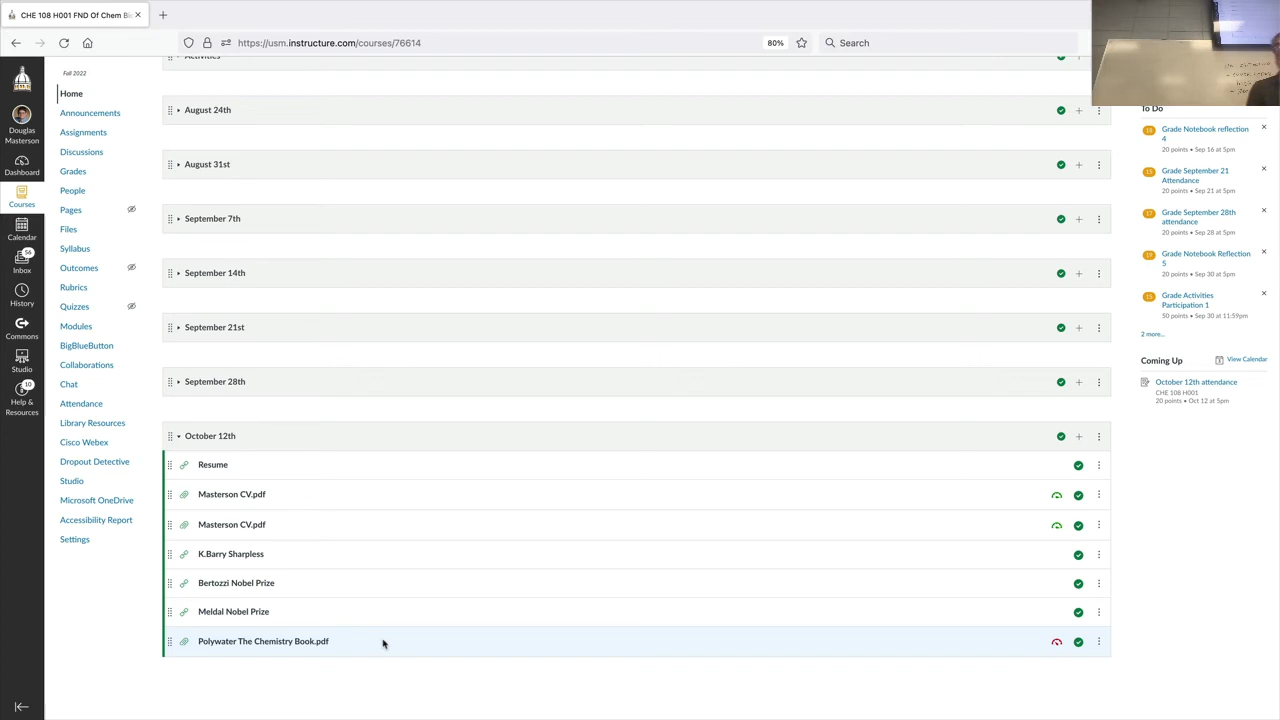 CHE 108 H001 FND Of Chem Bi
https://usm.instructure.com/courses/76614
80%
Search
Douglas Masterson
Dashboard
Courses
Calendar
56
Inbox
History
Commons
Studio
10
Help & Resources
Fall 2022
Home
Announcements
Assignments
Discussions
Grades
People
Pages
Files
Syllabus
Outcomes
Rubrics
Quizzes
Modules
BigBlueButton
Collaborations
Chat
Attendance
Library Resources
Cisco Webex
Dropout Detective
Studio
Microsoft OneDrive
Accessibility Report
Settings
Activities
August 24th
August 31st
September 7th
September 14th
September 21st
September 28th
October 12th
Resume
Masterson CV.pdf
Masterson CV.pdf
K.Barry Sharpless
Bertozzi Nobel Prize
Meldal Nobel Prize
Polywater The Chemistry Book.pdf
To Do
Grade Notebook reflection
4
20 points • Sep 16 at 5pm
Grade September 21
Attendance
20 points • Sep 21 at 5pm
Grade September 28th
attendance
20 points • Sep 28 at 5pm
Grade Notebook Reflection
5
20 points • Sep 30 at 5pm
Grade Activities
Participation 1
50 points • Sep 30 at 11:59pm
2 more...
Coming Up
View Calendar
October 12th attendance
CHE 108 H001
20 points • Oct 12 at 5pm